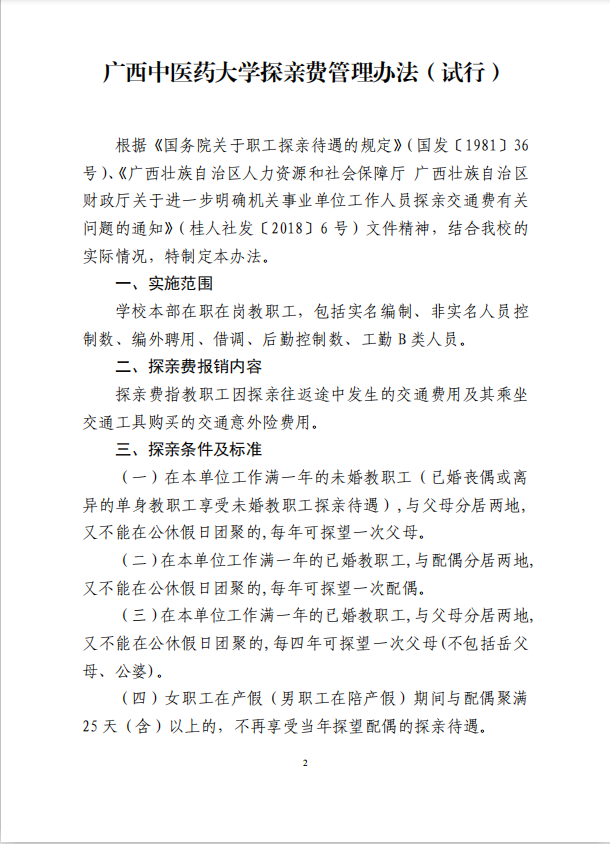 广西中医药大学探亲费管理办法（试行）
根据《国务院关于职工探亲待遇的规定》（国发〔1981〕36
号）、《广西壮族自治区人力资源和社会保障厅 广西壮族自治区
财政厅关于进一步明确机关事业单位工作人员探亲交通费有关
问题的通知》（桂人社发〔2018〕6 号）文件精神，结合我校的
实际情况，特制定本办法。
一、实施范围
学校本部在职在岗教职工，包括实名编制、非实名人员控
制数、编外聘用、借调、后勤控制数、工勤 B 类人员。
二、探亲费报销内容
探亲费指教职工因探亲往返途中发生的交通费用及其乘坐
交通工具购买的交通意外险费用。
三、探亲条件及标准
（一）在本单位工作满一年的未婚教职工（已婚丧偶或离
异的单身教职工享受未婚教职工探亲待遇）,与父母分居两地,
又不能在公休假日团聚的,每年可探望一次父母。
（二）在本单位工作满一年的已婚教职工,与配偶分居两地,
又不能在公休假日团聚的,每年可探望一次配偶。
（三）在本单位工作满一年的已婚教职工,与父母分居两地,
又不能在公休假日团聚的,每四年可探望一次父母(不包括岳父
母、公婆)。
（四）女职工在产假（男职工在陪产假）期间与配偶聚满
25 天（含）以上的，不再享受当年探望配偶的探亲待遇。
2